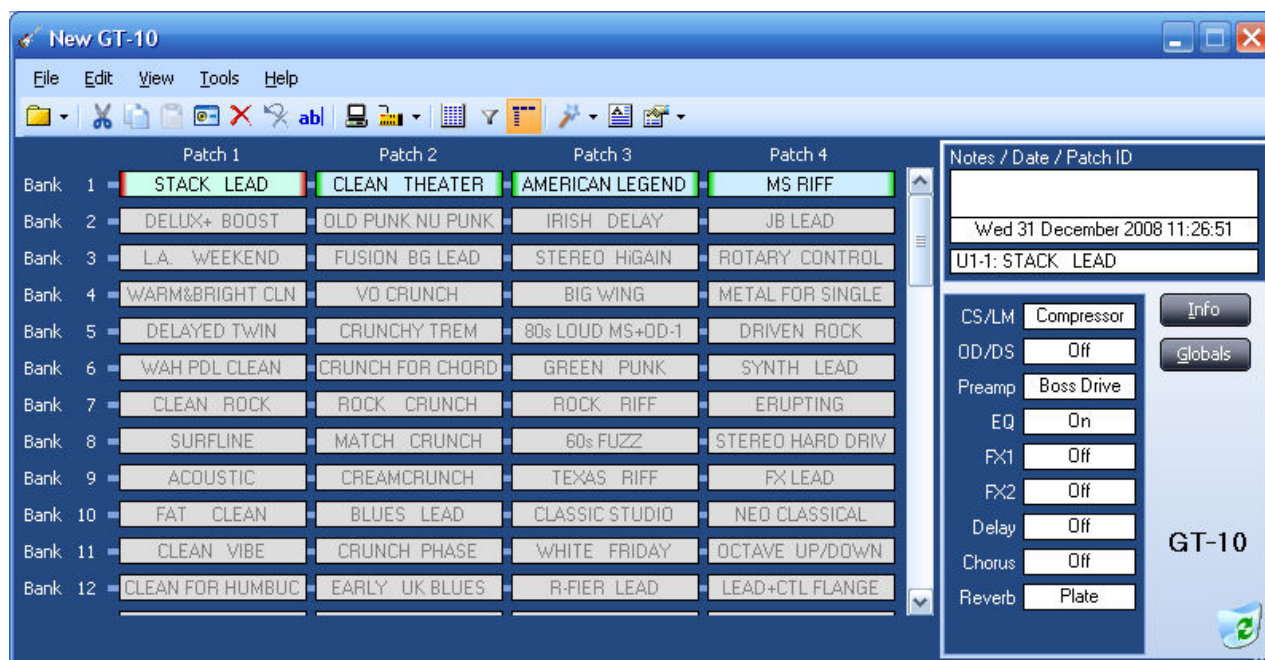 New GT-10
File Edit View Tools Help
abl
Patch 1 Patch 2 Patch 3 Patch 4
Bank 1 STACK LEAD CLEAN THEATER AMERICAN LEGEND MS RIFF
Bank 2 DELUX+ BOOST OLD PUNK NU PUNK IRISH DELAY JB LEAD
Bank 3 L.A. WEEKEND FUSION BG LEAD STEREO HiGAIN ROTARY CONTROL
Bank 4 WARM&BRIGHT CLN VO CRUNCH BIG WING METAL FOR SINGLE
Bank 5 DELAYED TWIN CRUNCHY TREM 80s LOUD MS+OD-1 DRIVEN ROCK
Bank 6 WAH PDL CLEAN CRUNCH FOR CHORD GREEN PUNK SYNTH LEAD
Bank 7 CLEAN ROCK ROCK CRUNCH ROCK RIFF ERUPTING
Bank 8 SURFLINE MATCH CRUNCH 60s FUZZ STEREO HARD DRIV
Bank 9 ACOUSTIC CREAMCRUNCH TEXAS RIFF FX LEAD
Bank 10 FAT CLEAN BLUES LEAD CLASSIC STUDIO NEO CLASSICAL
Bank 11 CLEAN VIBE CRUNCH PHASE WHITE FRIDAY OCTAVE UP/DOWN
Bank 12 CLEAN FOR HUMBUC EARLY UK BLUES R-FIER LEAD LEAD+CTL FLANGE
Notes / Date / Patch ID
Wed 31 December 2008 11:26:51
U1-1: STACK LEAD
CS/LM Compressor
OD/DS Off
Preamp Boss Drive
EQ On
FX1 Off
FX2 Off
Delay Off
Chorus Off
Reverb Plate
Info
Globals
GT-10